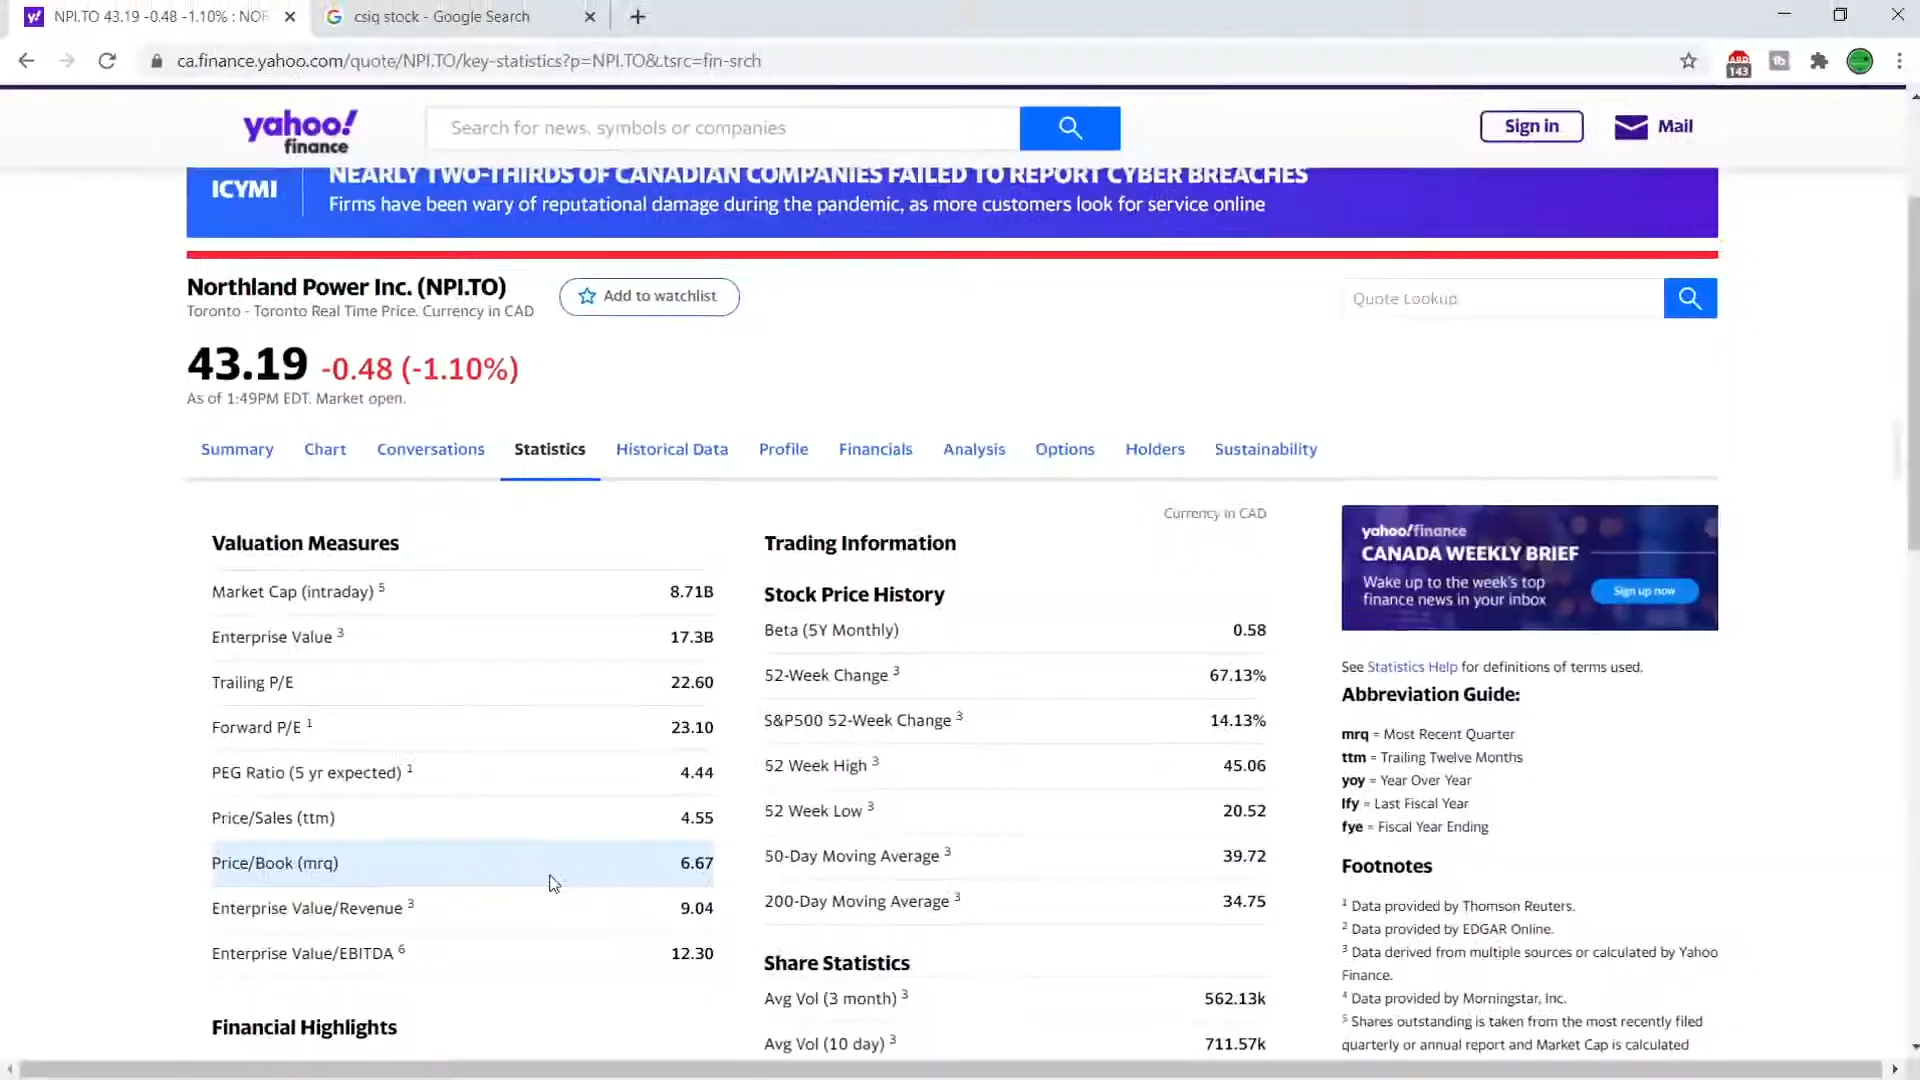 NPI.TO 43.19 -0.48 -1.10% : NOR
csiq stock - Google Search
ca.finance.yahoo.com/quote/NPI.TO/key-statistics?p=NPI.TO&.tsrc=fin-srch
143
yahoo!
finance
Search for news, symbols or companies
Sign in
Mail
ICYMI
NEARLY TWO-THIRDS OF CANADIAN COMPANIES FAILED TO REPORT CYBER BREACHES
Firms have been wary of reputational damage during the pandemic, as more customers look for service online
Northland Power Inc. (NPI.TO)
Add to watchlist
Quote Lookup
Toronto - Toronto Real Time Price. Currency in CAD
43.19 -0.48 (-1.10%)
As of 1:49PM EDT. Market open.
Summary Chart Conversations Statistics Historical Data Profile Financials Analysis Options Holders Sustainability
Currency in CAD
Valuation Measures
Market Cap (intraday) 5 8.71B
Enterprise Value 3 17.3B
Trailing P/E 22.60
Forward P/E 1 23.10
PEG Ratio (5 yr expected) 1 4.44
Price/Sales (ttm) 4.55
Price/Book (mrq) 6.67
Enterprise Value/Revenue 3 9.04
Enterprise Value/EBITDA 6 12.30
Financial Highlights
Trading Information
Stock Price History
Beta (5Y Monthly) 0.58
52-Week Change 3 67.13%
S&P500 52-Week Change 3 14.13%
52 Week High 3 45.06
52 Week Low 3 20.52
50-Day Moving Average 3 39.72
200-Day Moving Average 3 34.75
Share Statistics
Avg Vol (3 month) 3 562.13k
Avg Vol (10 day) 3 711.57k
yahoo!finance
CANADA WEEKLY BRIEF
Wake up to the week's top
finance news in your inbox
Sign up now
See Statistics Help for definitions of terms used.
Abbreviation Guide:
mrq = Most Recent Quarter
ttm = Trailing Twelve Months
yoy = Year Over Year
lfy = Last Fiscal Year
fye = Fiscal Year Ending
Footnotes
1 Data provided by Thomson Reuters.
2 Data provided by EDGAR Online.
3 Data derived from multiple sources or calculated by Yahoo
Finance.
4 Data provided by Morningstar, Inc.
5 Shares outstanding is taken from the most recently filed
quarterly or annual report and Market Cap is calculated